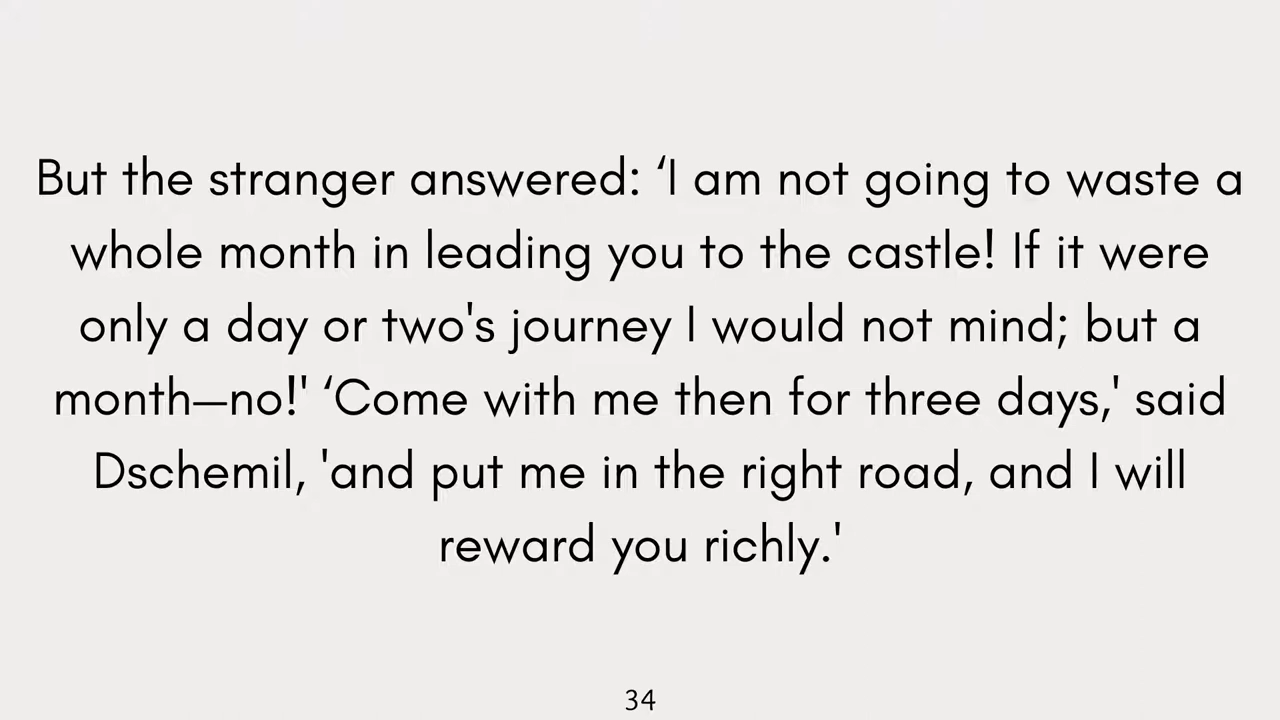 But the stranger answered: ‘I am not going to waste a
whole month in leading you to the castle! If it were
only a day or two's journey I would not mind; but a
month—no!' ‘Come with me then for three days,' said
Dschemil, 'and put me in the right road, and I will
reward you richly.'
34